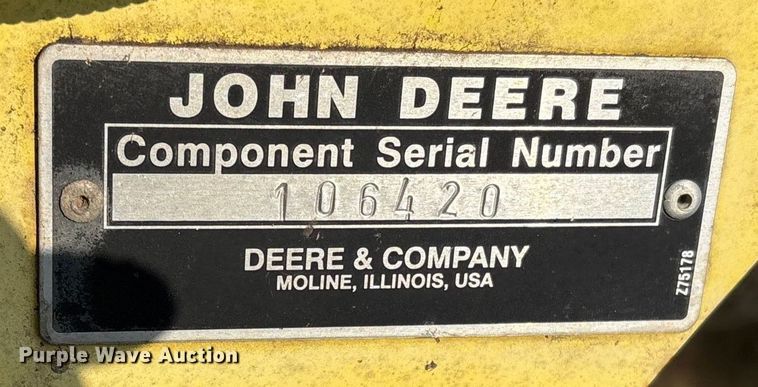 JOHN DEERE
Component Serial Number
106420
DEERE & COMPANY
MOLINE, ILLINOIS, USA
Z75178
Purple Wave Auction